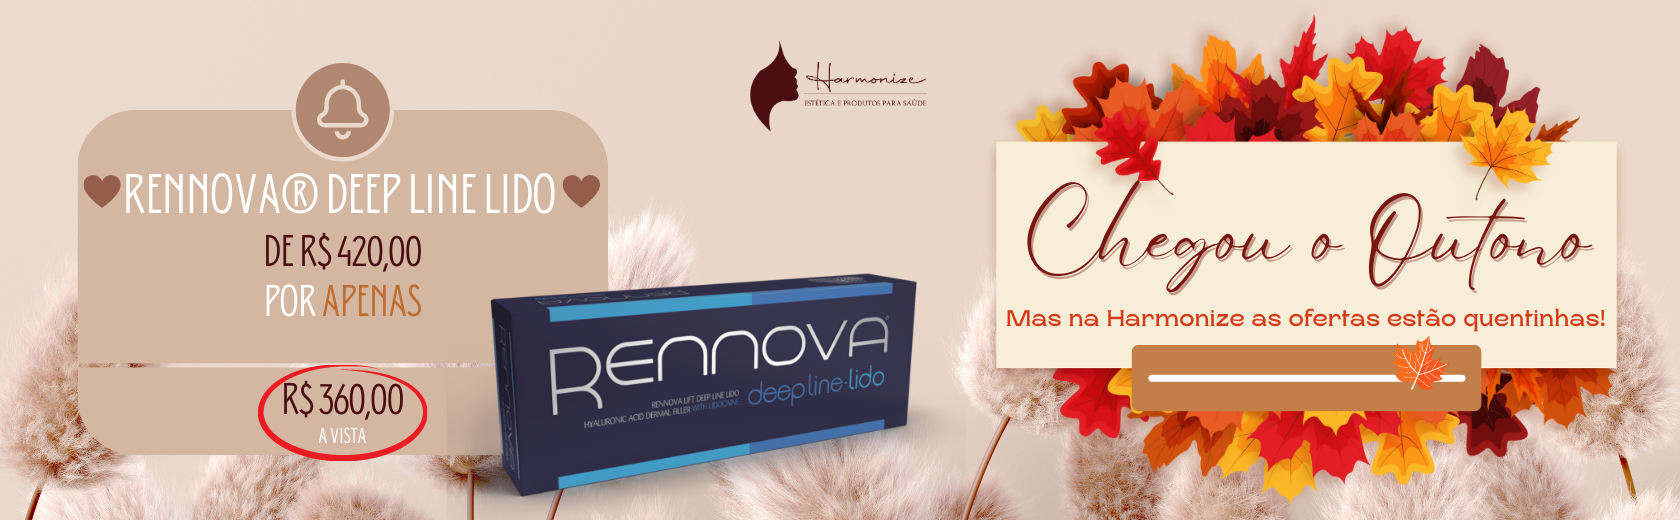 RENNOVA® DEEP LINE LIDO
DE R$ 420,00
POR APENAS
R$ 360,00
A VISTA
Harmonize
ESTÉTICA E PRODUTOS PARA SAÚDE
RENNOVA®
deep line·lido
RENNOVA LIFT DEEP LINE LIDO
HYALURONIC ACID DERMAL FILLER WITH LIDOCAINE
RENNOVA
Chegou o Outono
Mas na Harmonize as ofertas estão quentinhas!